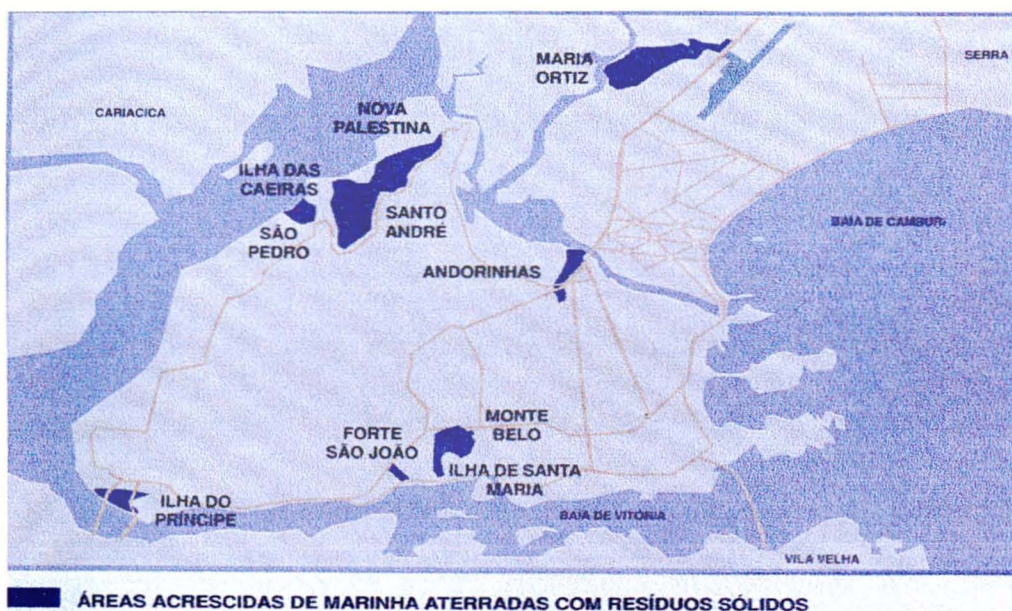 MARIA
ORTIZ
SERRA
CARIACICA
NOVA
PALESTINA
ILHA DAS
CAEIRAS
SÃO
PEDRO
SANTO
ANDRÉ
BAIA DE CAMBURI
ANDORINHAS
MONTE
BELO
FORTE
SÃO JOÃO
ILHA DE SANTA
MARIA
ILHA DO
PRÍNCIPE
BAIA DE VITÓRIA
VILA VELHA
ÁREAS ACRESCIDAS DE MARINHA ATERRADAS COM RESÍDUOS SÓLIDOS